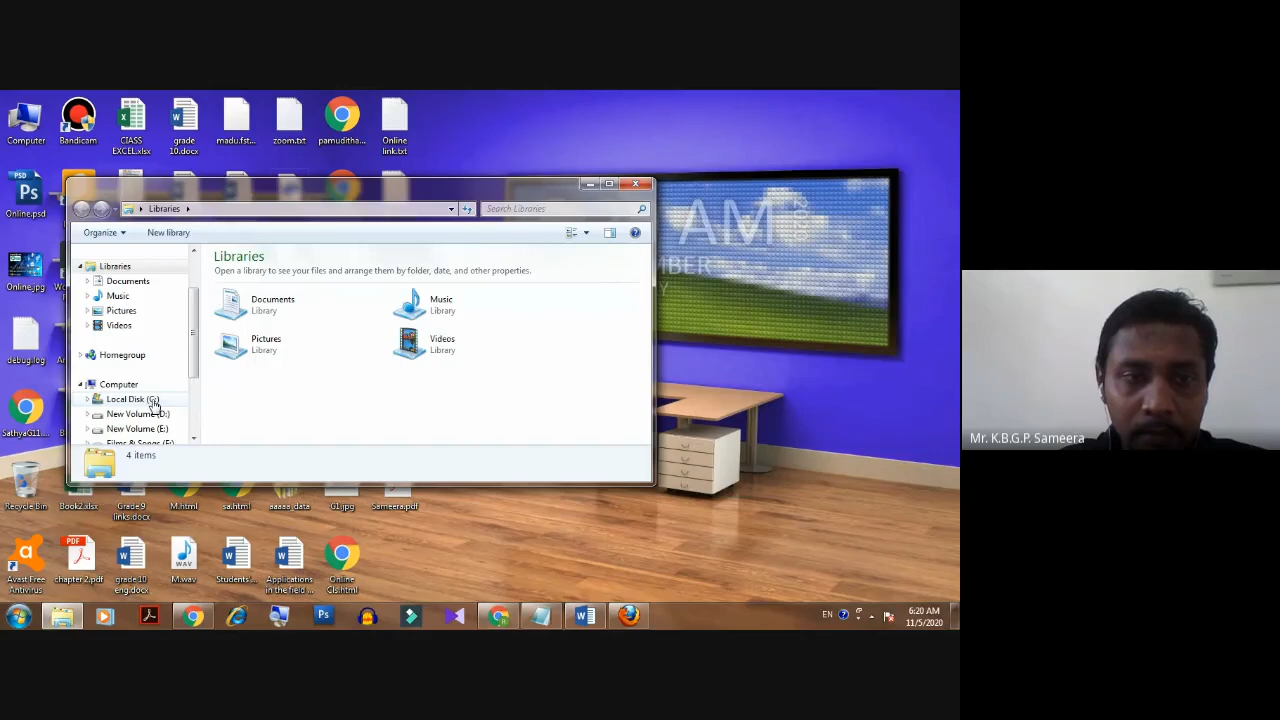 Computer
Bandicam
CIASS EXCEL.xlsx
grade 10.docx
madu.fst...
zoom.txt
pamuditha...
Online link.txt
PSD
Ps
Online.psd
Online.jpg
debug.log
SathyaG11....
Recycle Bin
Libraries
Search Libraries
Organize
New library
Libraries
Documents
Music
Pictures
Videos
Homegroup
Computer
Local Disk (C:)
New Volume (D:)
New Volume (E:)
Films & Songs (F:)
Libraries
Open a library to see your files and arrange them by folder, date, and other properties.
Documents
Library
Music
Library
Pictures
Library
Videos
Library
4 items
AM
Book2.xlsx
Grade 9 links.docx
M.html
sa.html
aaaaa_data
G1.jpg
Sameera.pdf
Avast Free Antivirus
PDF
chapter 2.pdf
grade 10 eng.docx
WAV
M.wav
Students'...
Applications in the field ...
Online Cls.html
Ps
EN
6:20 AM
11/5/2020
Mr. K.B.G.P. Sameera